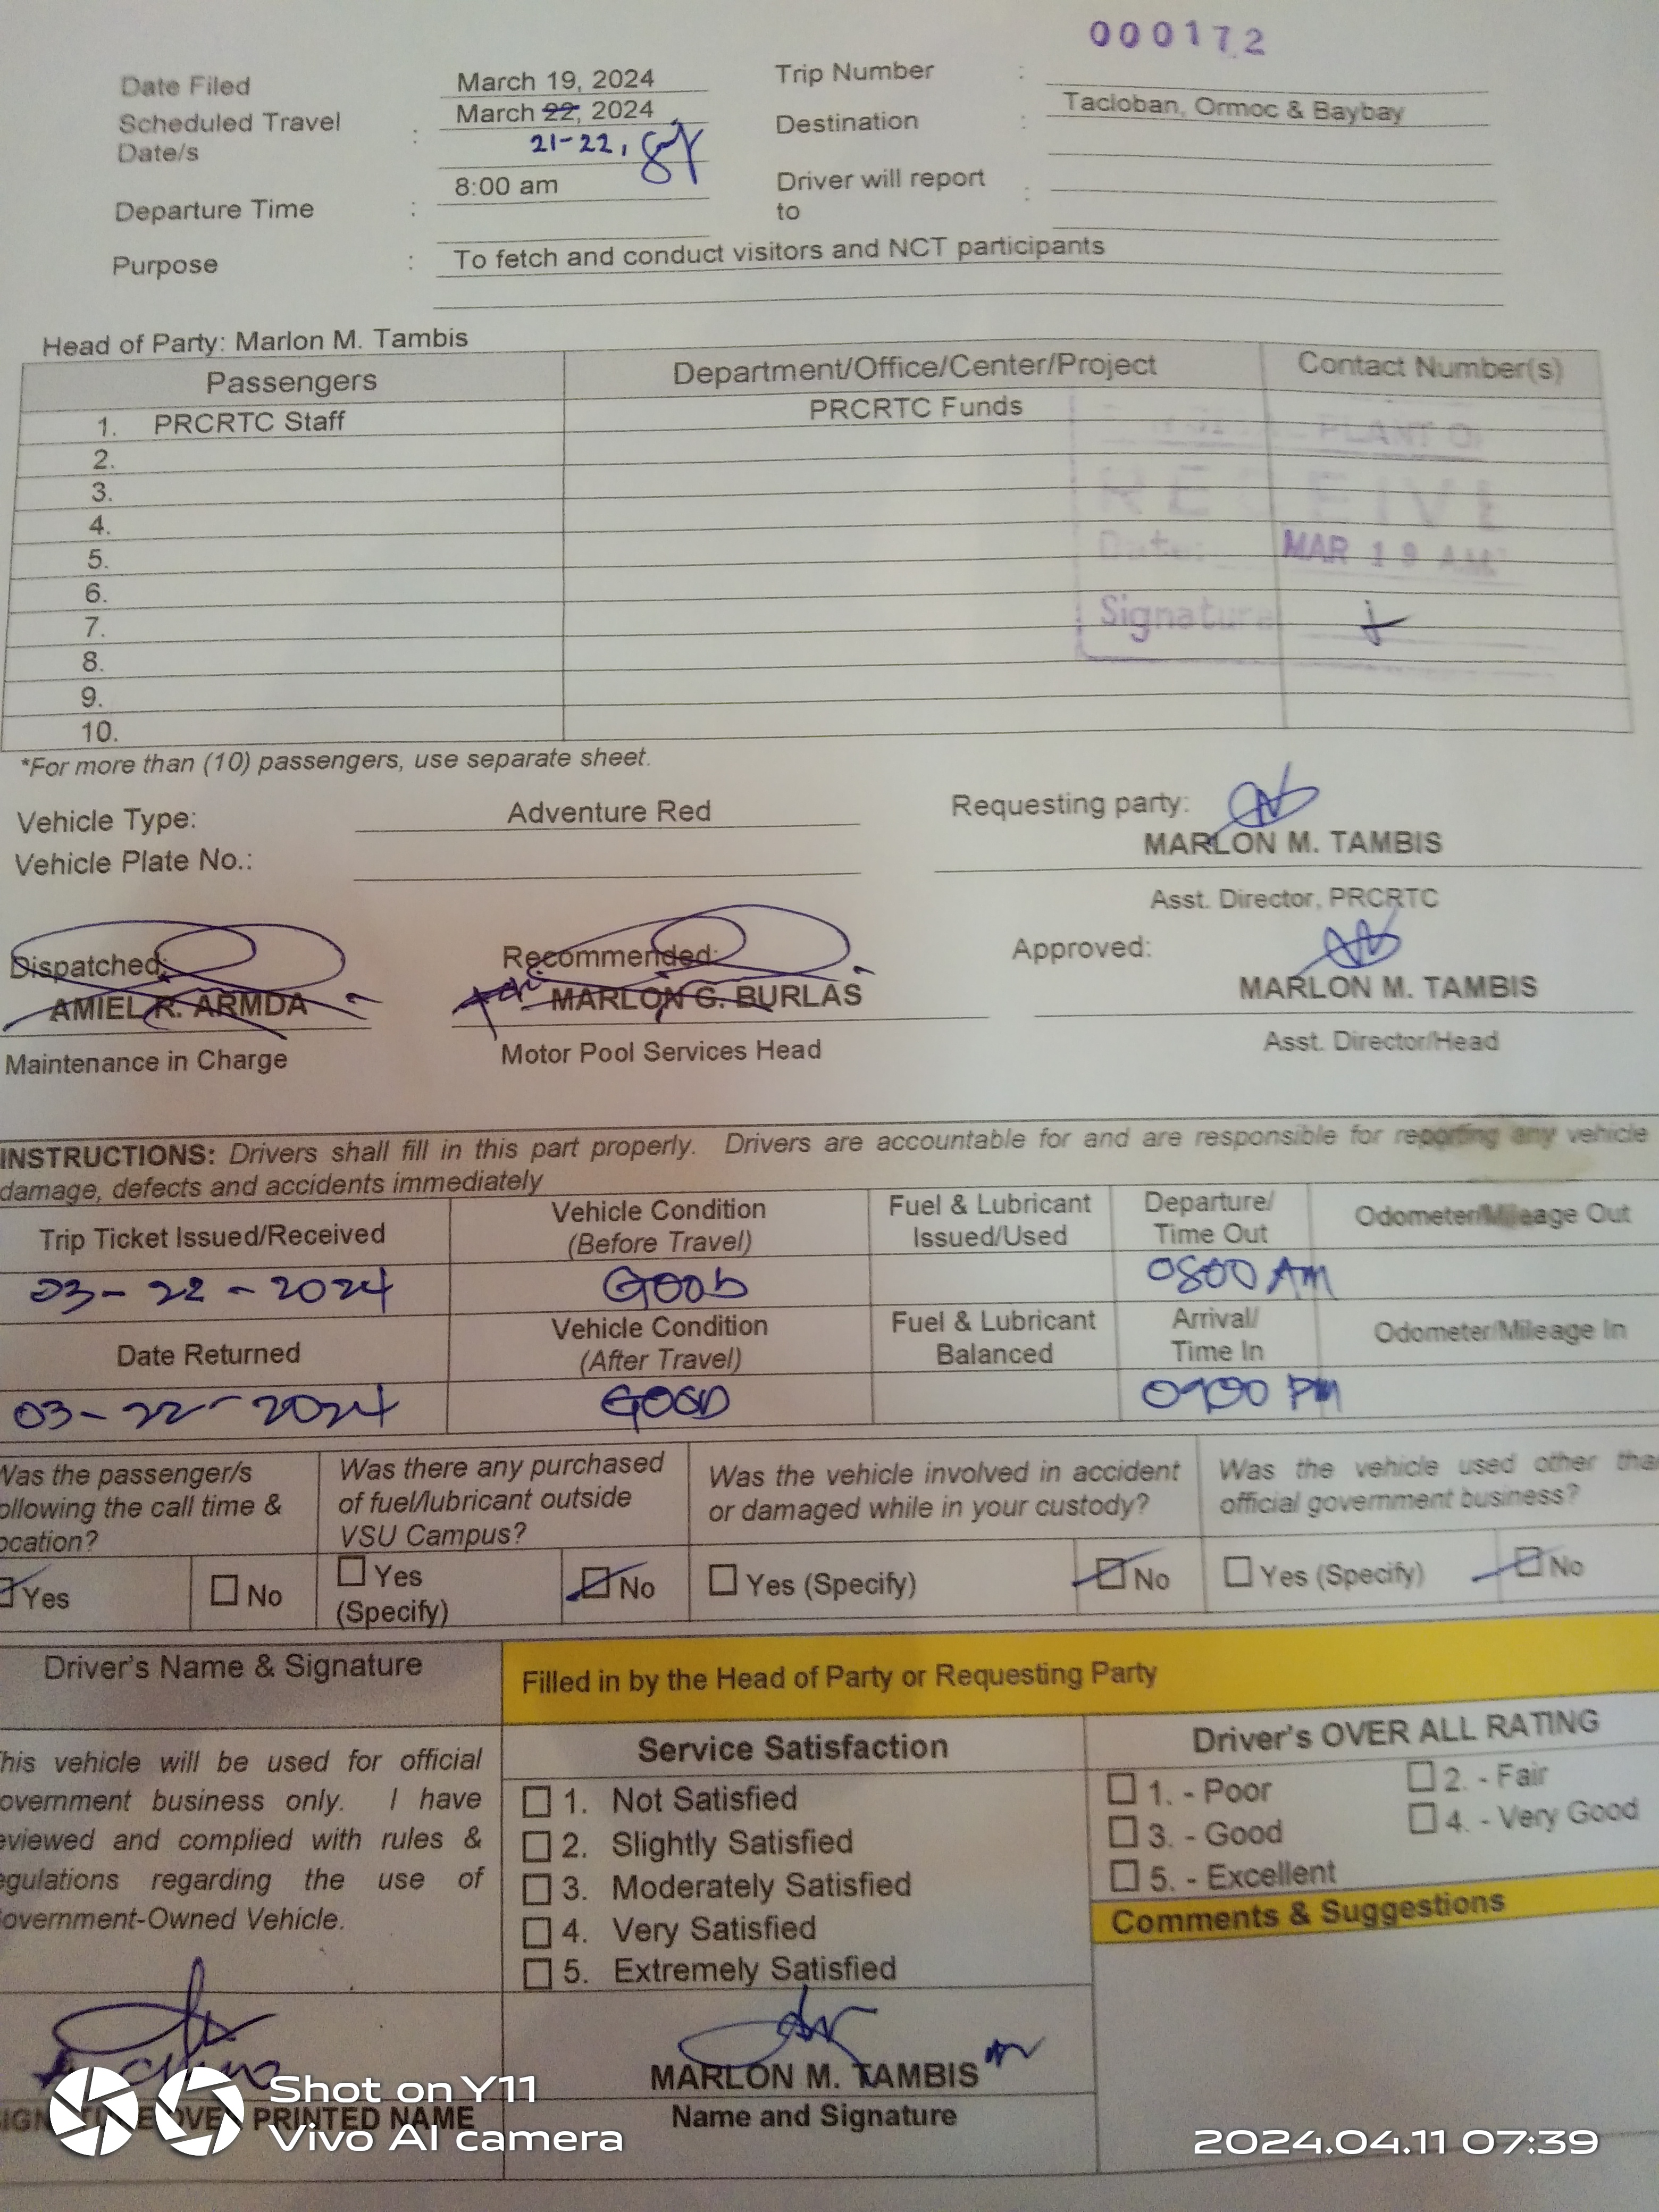 000172
Date Filed March 19, 2024 Trip Number :
Scheduled Travel Date/s : March 22, 2024 Destination : Tacloban, Ormoc & Baybay
21-22,
Departure Time : 8:00 am Driver will report to :
Purpose : To fetch and conduct visitors and NCT participants
Head of Party: Marlon M. Tambis
Passengers Department/Office/Center/Project Contact Number(s)
1. PRCRTC Staff PRCRTC Funds
2.
3.
4.
5.
6.
7.
8.
9.
10.
PLANT
RECEIVE
Date: MAR 19 A.M.
Signature
*For more than (10) passengers, use separate sheet.
Vehicle Type: Adventure Red Requesting party:
MARLON M. TAMBIS
Vehicle Plate No.:
Asst. Director, PRCRTC
Dispatched: Recommended: Approved:
AMIEL R. ARMDA MARLON G. BURLAS MARLON M. TAMBIS
Maintenance in Charge Motor Pool Services Head Asst. Director/Head
INSTRUCTIONS: Drivers shall fill in this part properly. Drivers are accountable for and are responsible for reporting any vehicle
damage, defects and accidents immediately
Trip Ticket Issued/Received Vehicle Condition (Before Travel) Fuel & Lubricant Issued/Used Departure/ Time Out Odometer/Mileage Out
03-22-2024 GOOD 0800 AM
Date Returned Vehicle Condition (After Travel) Fuel & Lubricant Balanced Arrival/ Time In Odometer/Mileage In
03-22-2024 GOOD 0900 PM
Was the passenger/s
ollowing the call time &
ocation?
Was there any purchased
of fuel/lubricant outside
VSU Campus?
Was the vehicle involved in accident
or damaged while in your custody?
Was the vehicle used other tha
official government business?
Yes No Yes (Specify) No Yes (Specify) No Yes (Specify) No
Driver's Name & Signature Filled in by the Head of Party or Requesting Party
his vehicle will be used for official
overnment business only. I have
eviewed and complied with rules &
egulations regarding the use of
overnment-Owned Vehicle.
Service Satisfaction
1. Not Satisfied
2. Slightly Satisfied
3. Moderately Satisfied
4. Very Satisfied
5. Extremely Satisfied
Driver's OVER ALL RATING
1. - Poor 2. - Fair
3. - Good 4. - Very Good
5. - Excellent
Comments & Suggestions
MARLON M. TAMBIS
PRINTED NAME Name and Signature
Shot on Y11
Vivo AI camera
2024.04.11 07:39